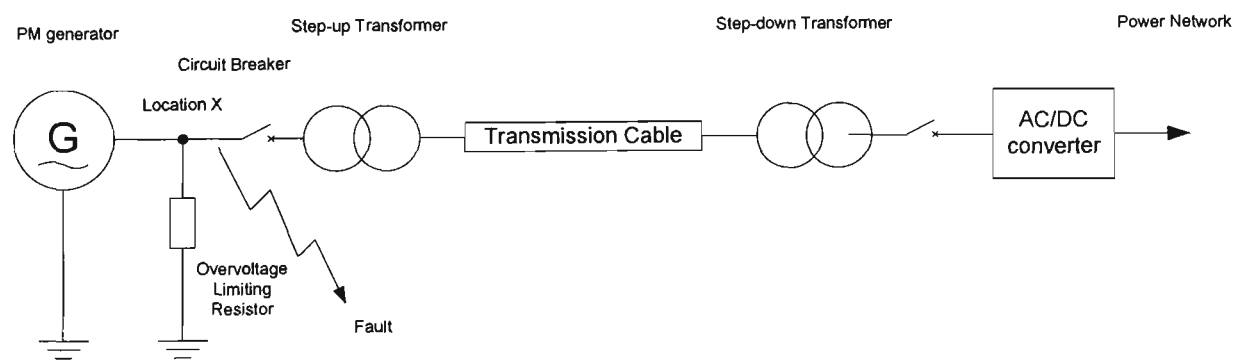 PM generator
Step-up Transformer
Step-down Transformer
Power Network
Circuit Breaker
Location X
G
Transmission Cable
AC/DC
converter
Overvoltage
Limiting
Resistor
Fault